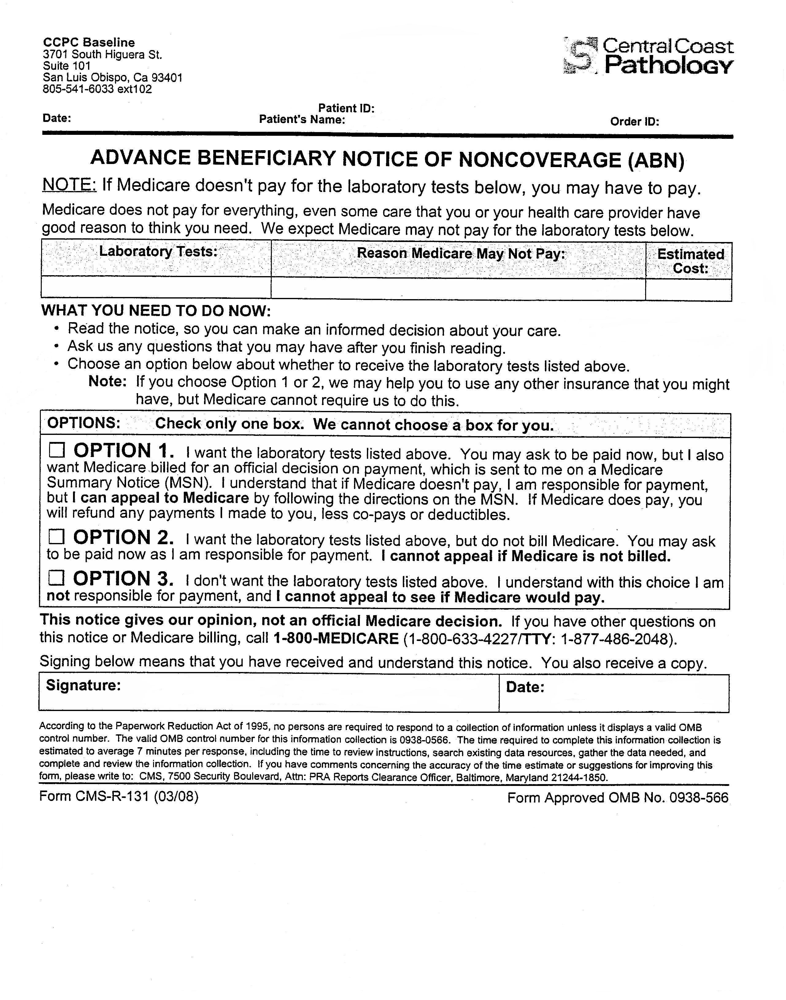 CCPC Baseline
3701 South Higuera St.
Suite 101
San Luis Obispo, Ca 93401
805-541-6033 ext102
Central Coast
Pathology
Patient ID:
Date:
Patient's Name:
Order ID:
ADVANCE BENEFICIARY NOTICE OF NONCOVERAGE (ABN)
NOTE: If Medicare doesn't pay for the laboratory tests below, you may have to pay.
Medicare does not pay for everything, even some care that you or your health care provider have
good reason to think you need. We expect Medicare may not pay for the laboratory tests below.
Laboratory Tests:
Reason Medicare May Not Pay:
Estimated
Cost:
WHAT YOU NEED TO DO NOW:
• Read the notice, so you can make an informed decision about your care.
• Ask us any questions that you may have after you finish reading.
• Choose an option below about whether to receive the laboratory tests listed above.
Note: If you choose Option 1 or 2, we may help you to use any other insurance that you might
have, but Medicare cannot require us to do this.
OPTIONS: Check only one box. We cannot choose a box for you.
☐ OPTION 1. I want the laboratory tests listed above. You may ask to be paid now, but I also
want Medicare billed for an official decision on payment, which is sent to me on a Medicare
Summary Notice (MSN). I understand that if Medicare doesn't pay, I am responsible for payment,
but I can appeal to Medicare by following the directions on the MSN. If Medicare does pay, you
will refund any payments I made to you, less co-pays or deductibles.
☐ OPTION 2. I want the laboratory tests listed above, but do not bill Medicare. You may ask
to be paid now as I am responsible for payment. I cannot appeal if Medicare is not billed.
☐ OPTION 3. I don't want the laboratory tests listed above. I understand with this choice I am
not responsible for payment, and I cannot appeal to see if Medicare would pay.
This notice gives our opinion, not an official Medicare decision. If you have other questions on
this notice or Medicare billing, call 1-800-MEDICARE (1-800-633-4227/TTY: 1-877-486-2048).
Signing below means that you have received and understand this notice. You also receive a copy.
Signature:
Date:
According to the Paperwork Reduction Act of 1995, no persons are required to respond to a collection of information unless it displays a valid OMB
control number. The valid OMB control number for this information collection is 0938-0566. The time required to complete this information collection is
estimated to average 7 minutes per response, including the time to review instructions, search existing data resources, gather the data needed, and
complete and review the information collection. If you have comments concerning the accuracy of the time estimate or suggestions for improving this
form, please write to: CMS, 7500 Security Boulevard, Attn: PRA Reports Clearance Officer, Baltimore, Maryland 21244-1850.
Form CMS-R-131 (03/08)
Form Approved OMB No. 0938-566